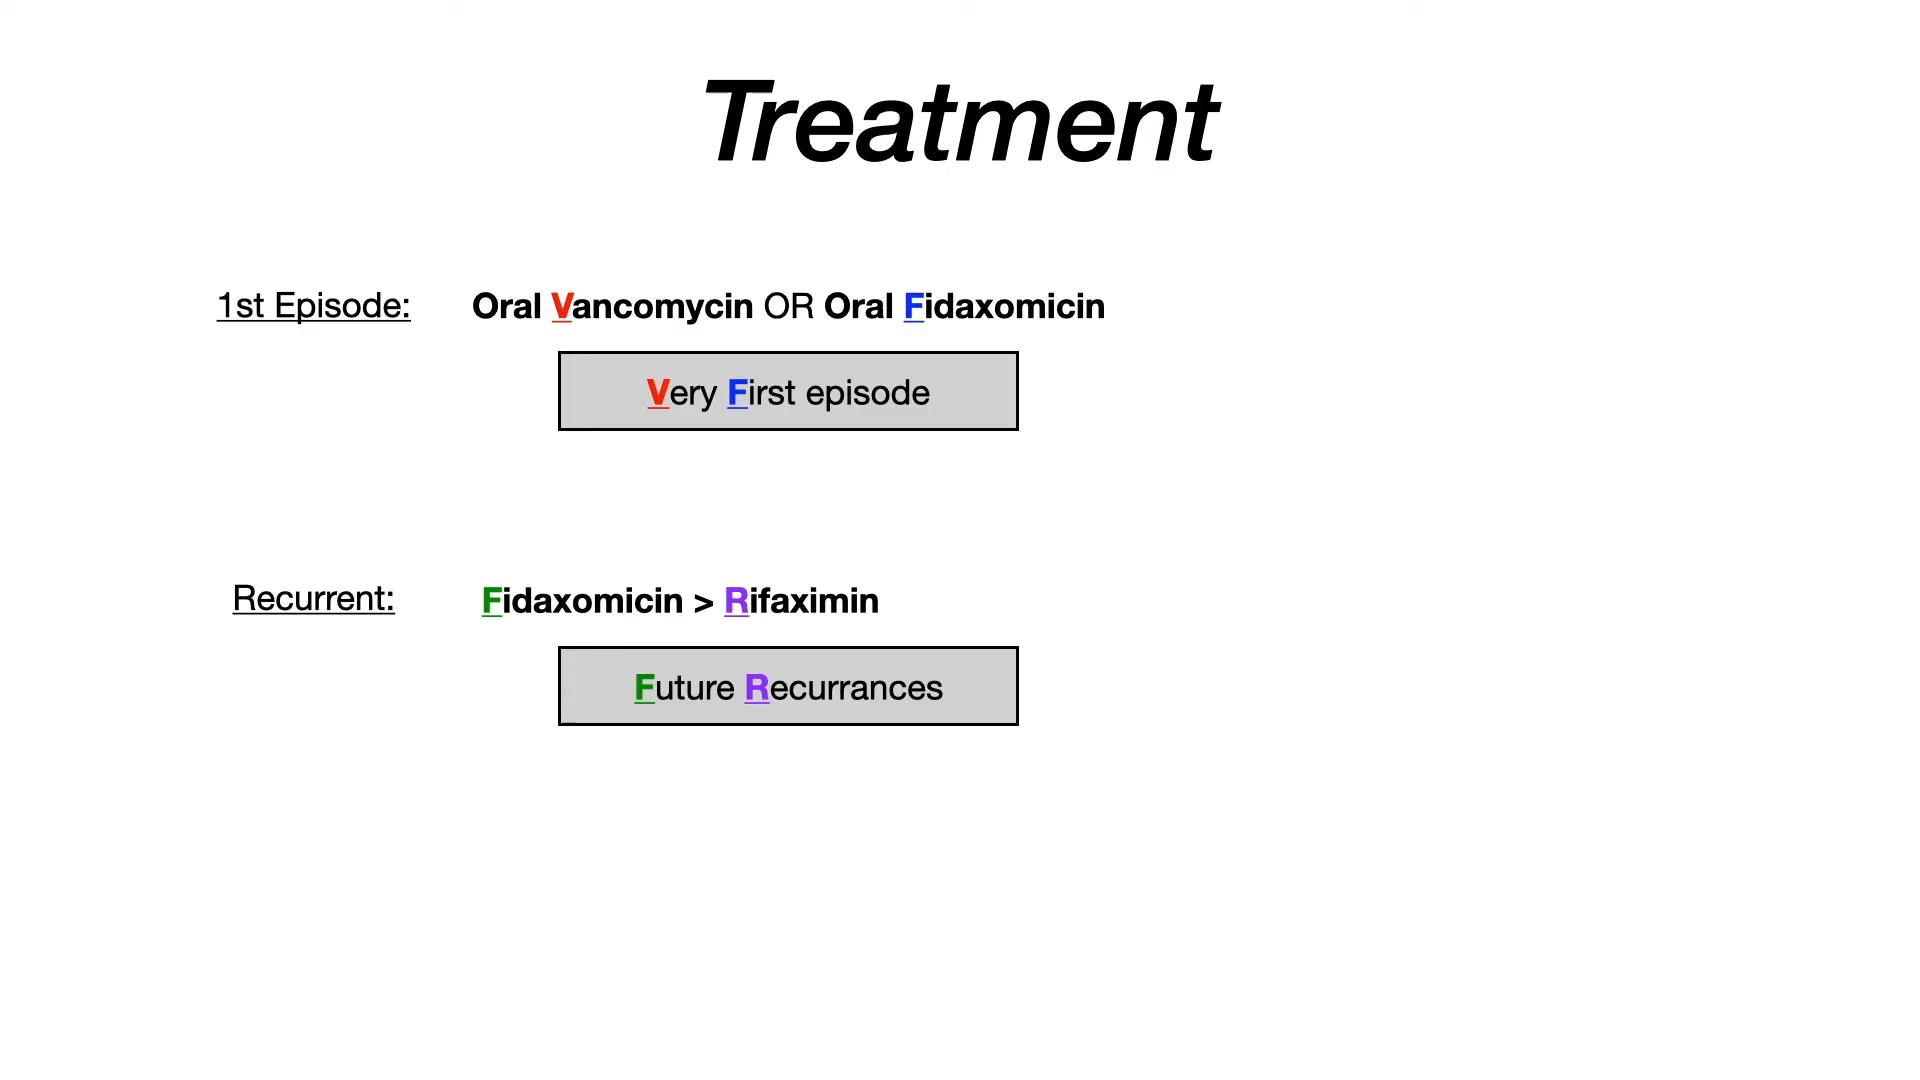 Treatment
1st Episode: Oral Vancomycin OR Oral Fidaxomicin
Very First episode
Recurrent: Fidaxomicin > Rifaximin
Future Recurrances